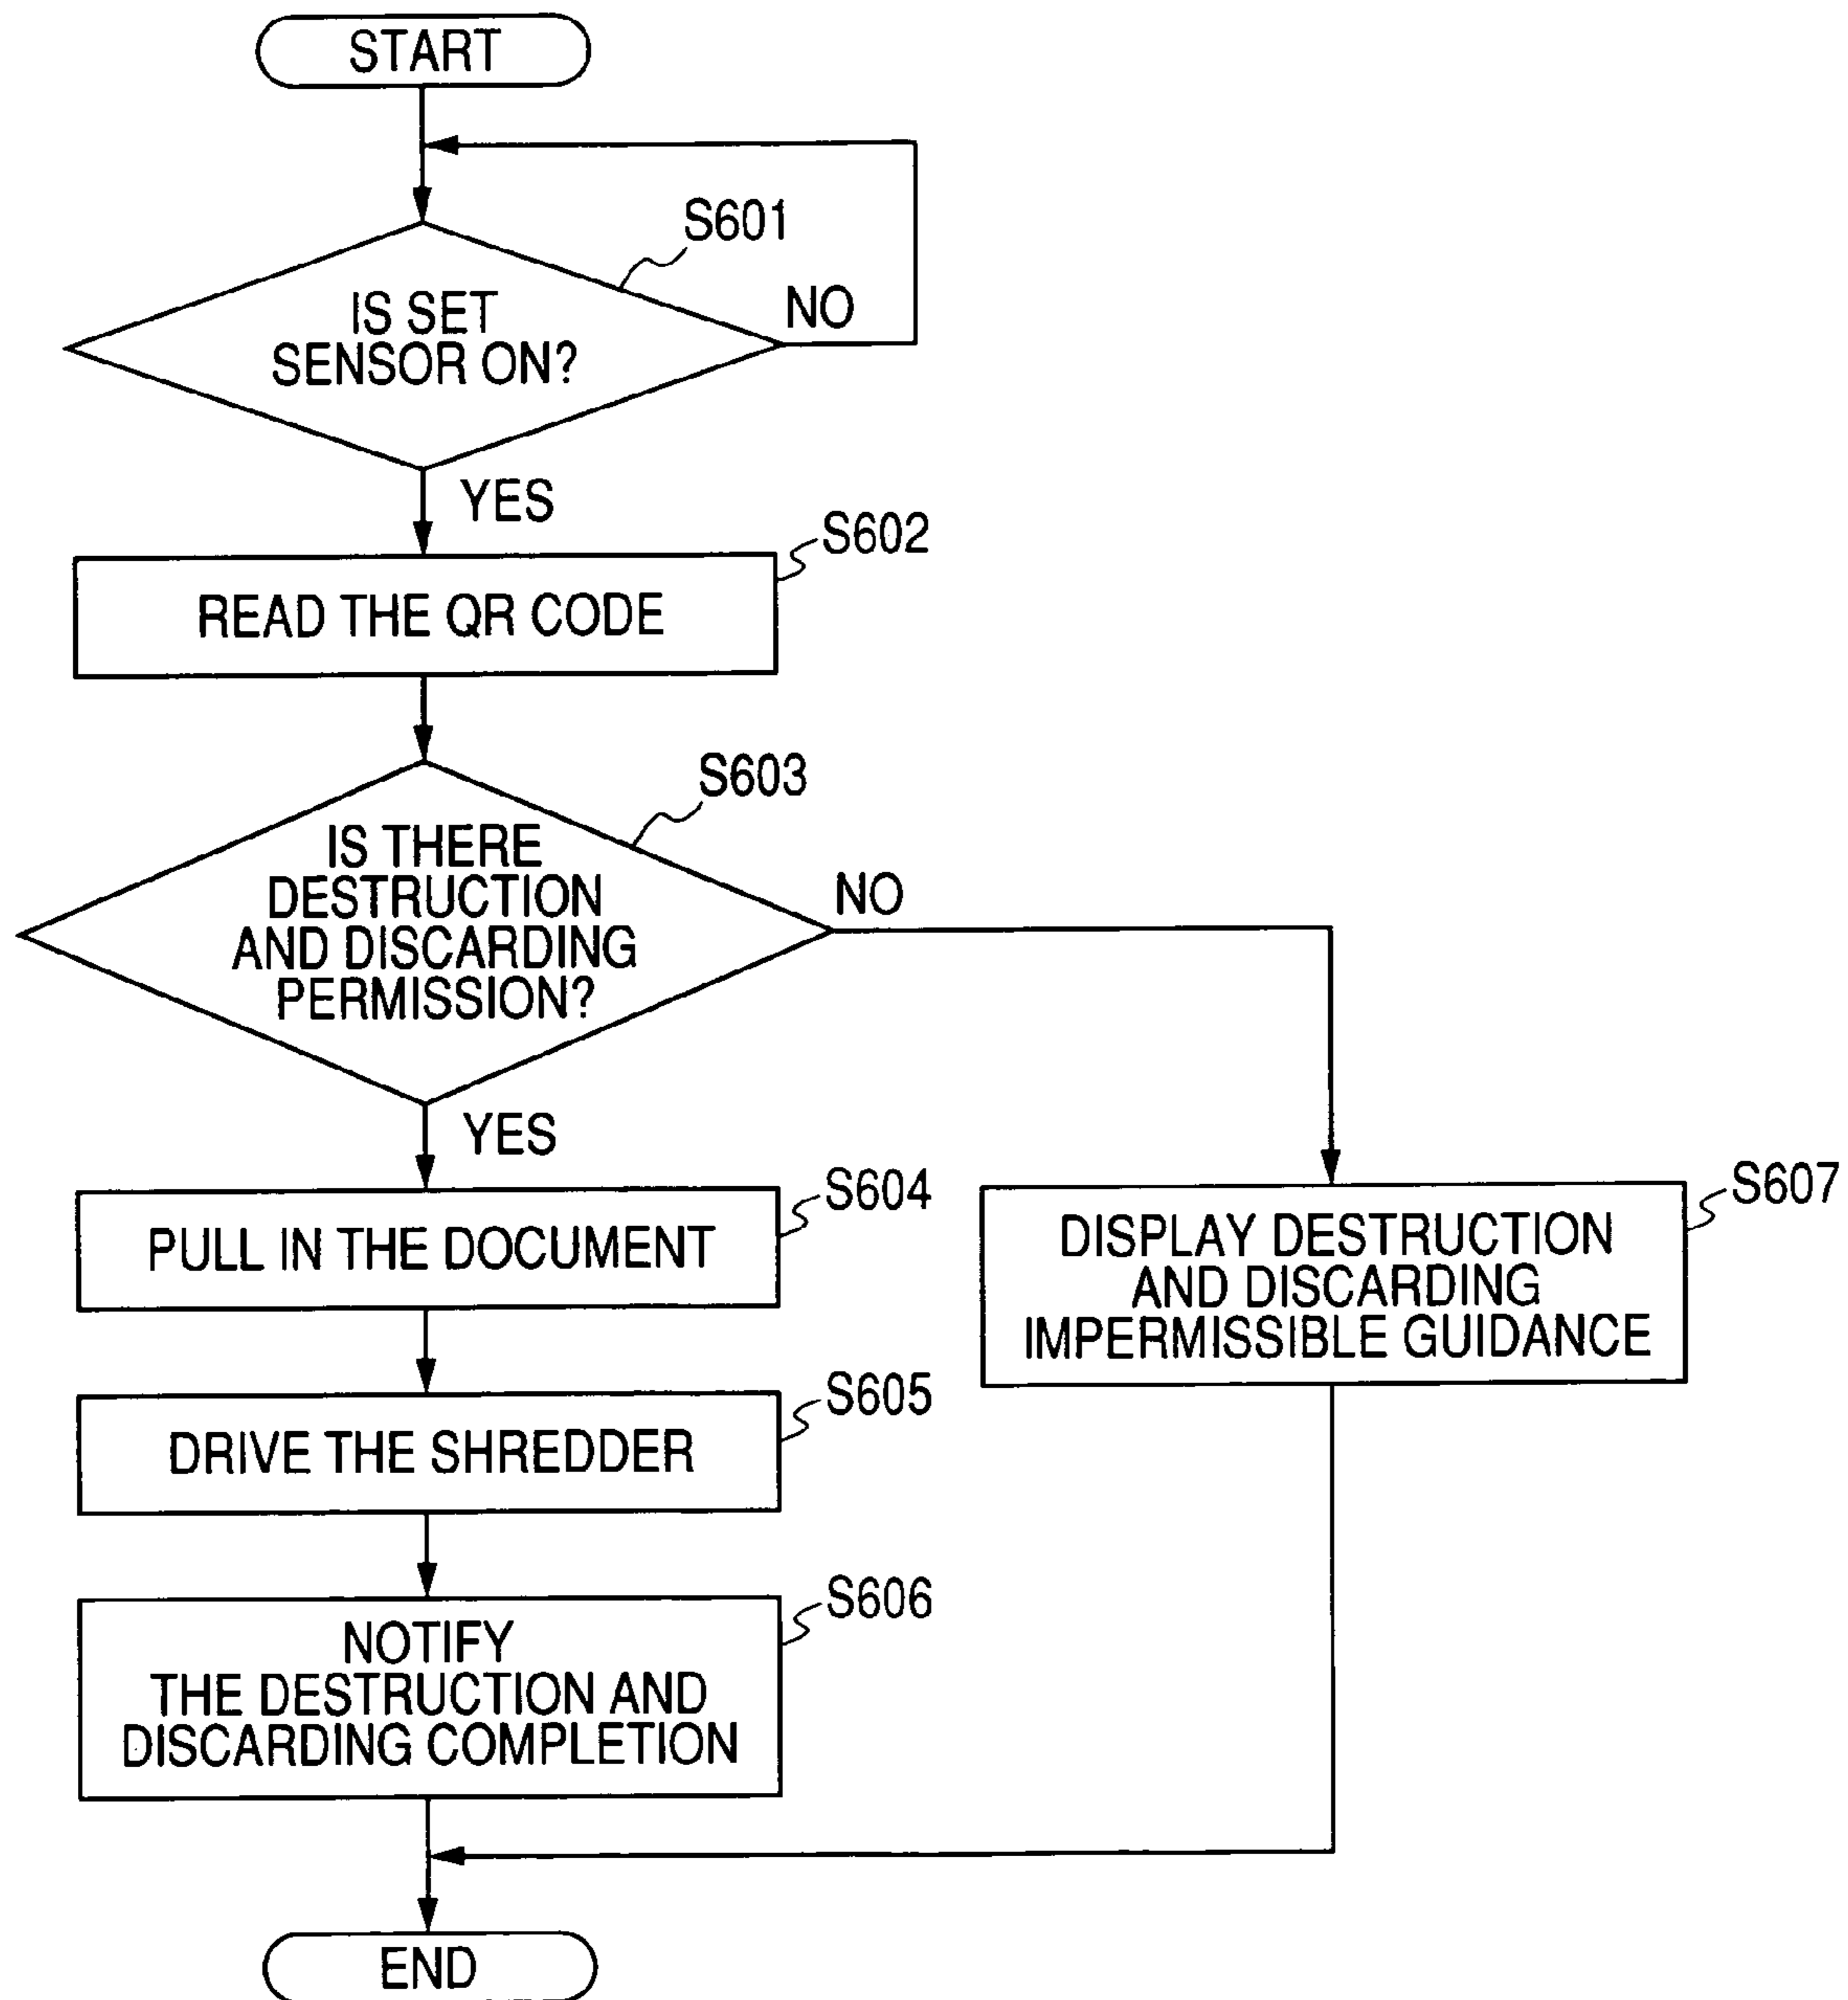 START
S601
IS SET
SENSOR ON?
NO
YES
S602
READ THE QR CODE
S603
IS THERE
DESTRUCTION
AND DISCARDING
PERMISSION?
NO
YES
S604
PULL IN THE DOCUMENT
S607
DISPLAY DESTRUCTION
AND DISCARDING
IMPERMISSIBLE GUIDANCE
S605
DRIVE THE SHREDDER
S606
NOTIFY
THE DESTRUCTION AND
DISCARDING COMPLETION
END